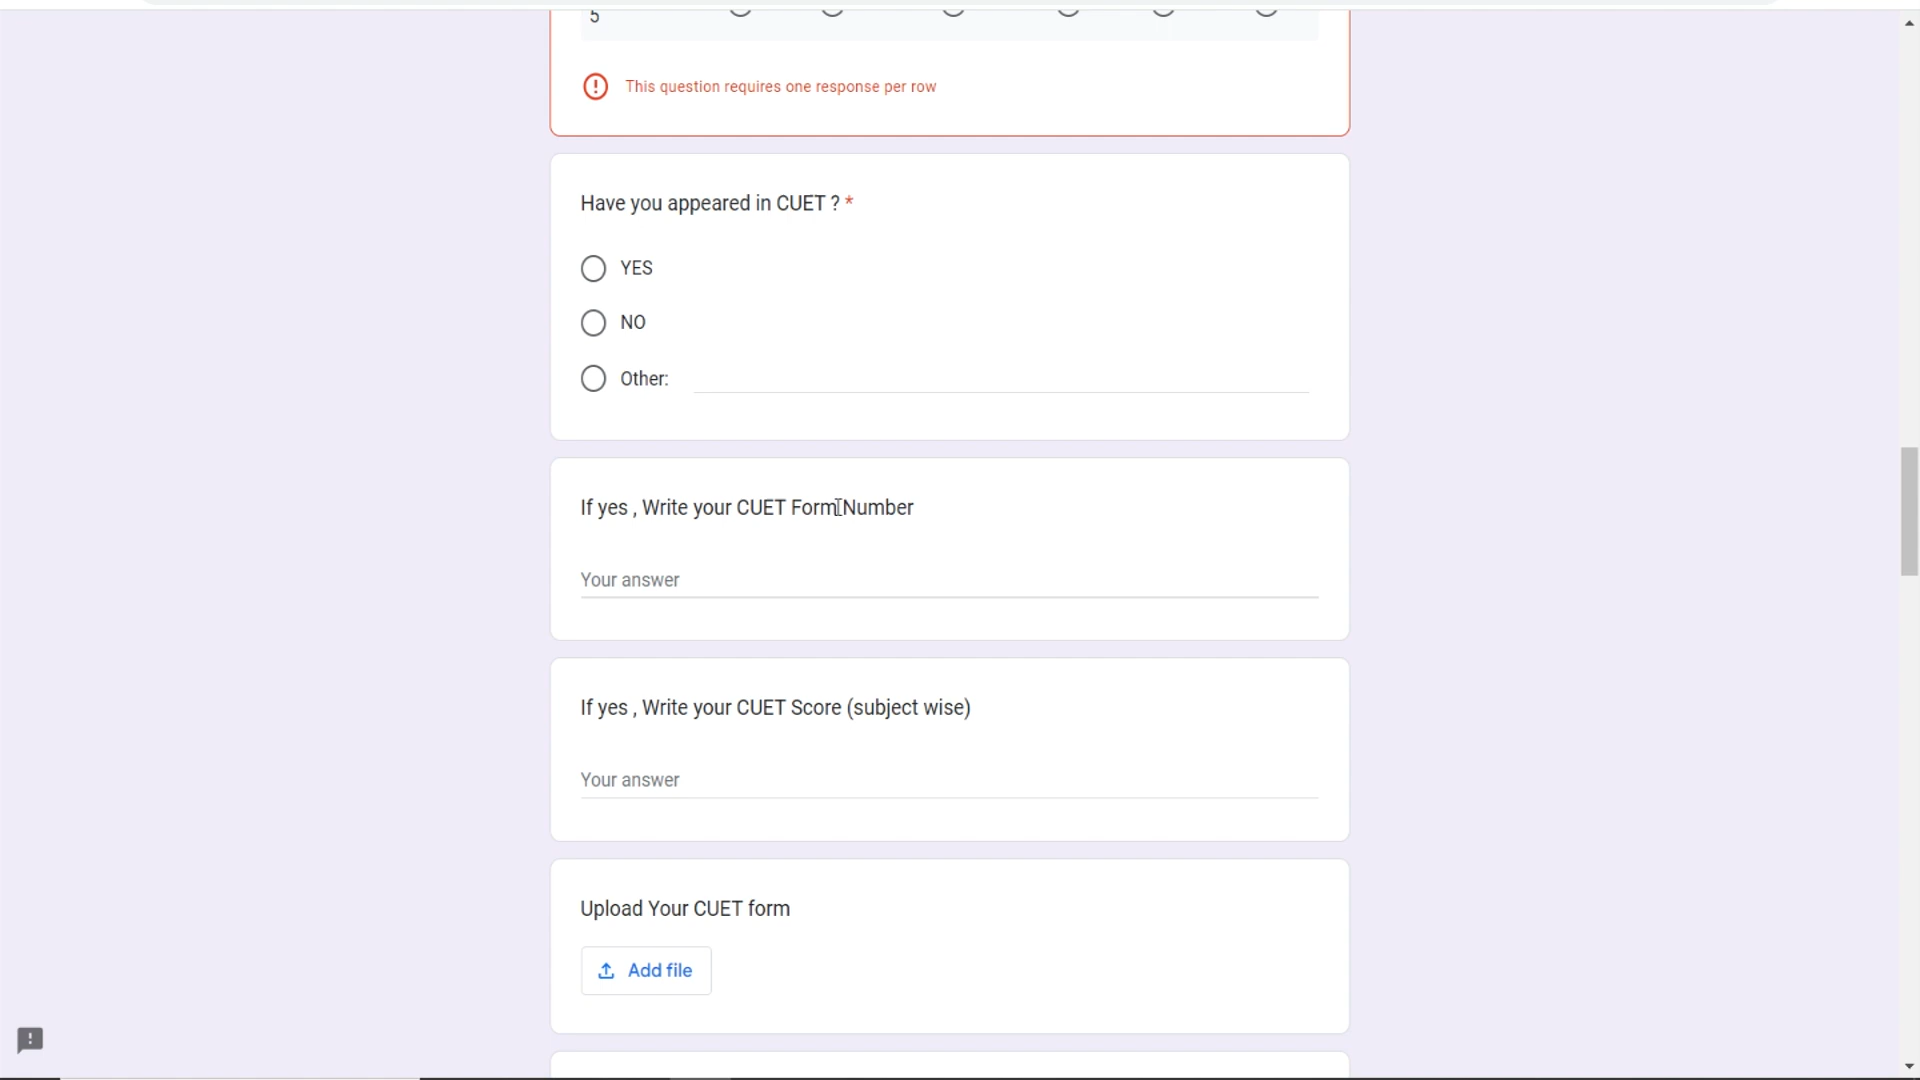 5
This question requires one response per row
Have you appeared in CUET ? *
YES
NO
Other:
If yes , Write your CUET Form Number
Your answer
If yes , Write your CUET Score (subject wise)
Your answer
Upload Your CUET form
Add file